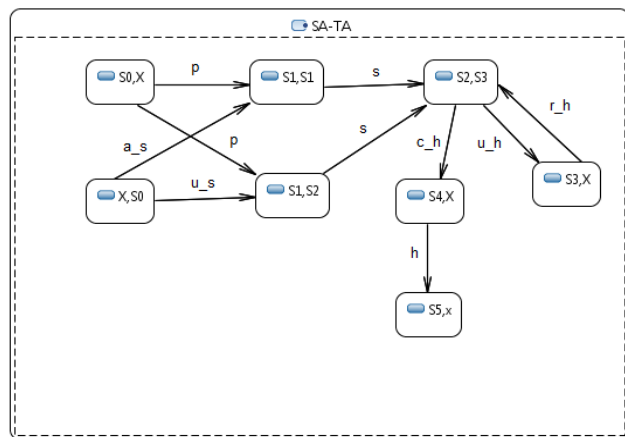 SA-TA
S0,X
p
S1,S1
s
S2,S3
r_h
a_s
p
s
c_h
u_h
X,S0
u_s
S1,S2
S4,X
S3,X
h
S5,x